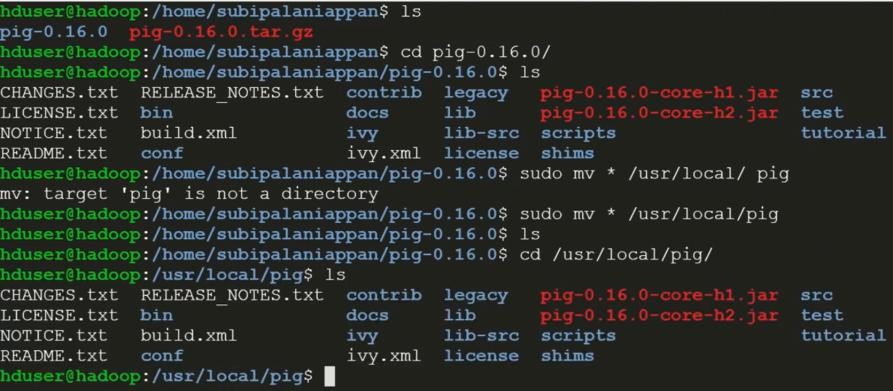 hduser@hadoop:/home/subipalaniappan$ ls
pig-0.16.0  pig-0.16.0.tar.gz
hduser@hadoop:/home/subipalaniappan$ cd pig-0.16.0/
hduser@hadoop:/home/subipalaniappan/pig-0.16.0$ ls
CHANGES.txt  RELEASE_NOTES.txt  contrib  legacy   pig-0.16.0-core-h1.jar  src
LICENSE.txt  bin                docs     lib      pig-0.16.0-core-h2.jar  test
NOTICE.txt   build.xml          ivy      lib-src  scripts                 tutorial
README.txt   conf               ivy.xml  license  shims
hduser@hadoop:/home/subipalaniappan/pig-0.16.0$ sudo mv * /usr/local/ pig
mv: target 'pig' is not a directory
hduser@hadoop:/home/subipalaniappan/pig-0.16.0$ sudo mv * /usr/local/pig
hduser@hadoop:/home/subipalaniappan/pig-0.16.0$ ls
hduser@hadoop:/home/subipalaniappan/pig-0.16.0$ cd /usr/local/pig/
hduser@hadoop:/usr/local/pig$ ls
CHANGES.txt  RELEASE_NOTES.txt  contrib  legacy   pig-0.16.0-core-h1.jar  src
LICENSE.txt  bin                docs     lib      pig-0.16.0-core-h2.jar  test
NOTICE.txt   build.xml          ivy      lib-src  scripts                 tutorial
README.txt   conf               ivy.xml  license  shims
hduser@hadoop:/usr/local/pig$